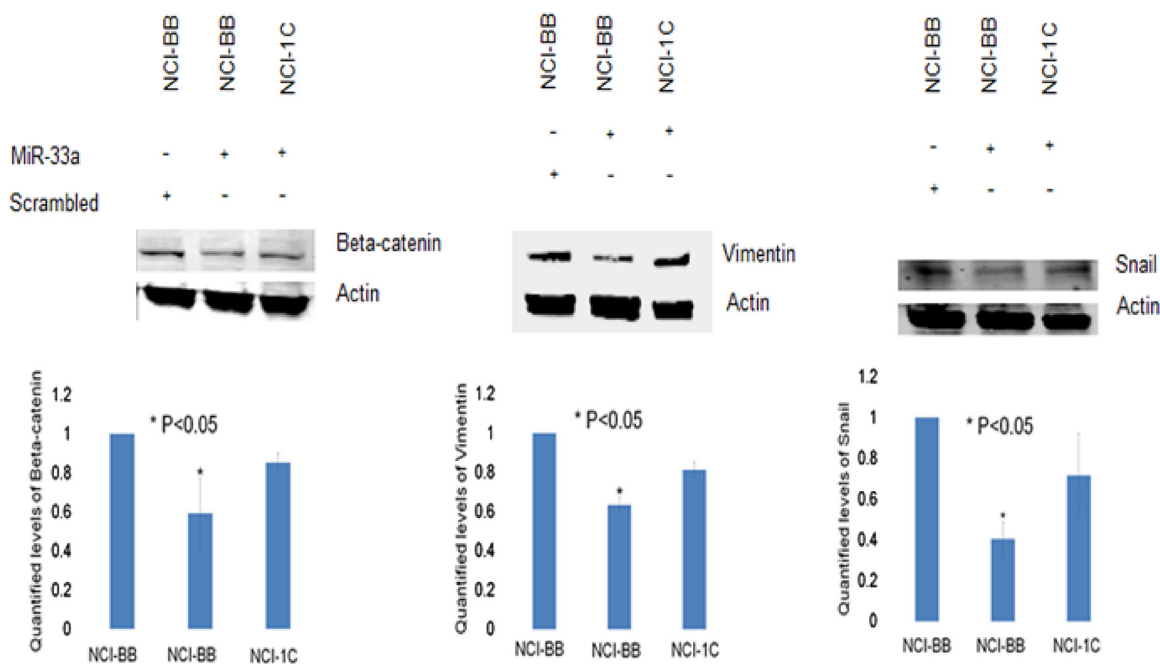 NCI-BB NCI-BB NCI-1C
MiR-33a - + +
Scrambled + - -
Beta-catenin
Actin
NCI-BB NCI-BB NCI-1C
- + +
+ - -
Vimentin
Actin
NCI-BB NCI-BB NCI-1C
- + +
+ - -
Snail
Actin
Quantified levels of Beta-catenin
1.2
1
0.8
0.6
0.4
0.2
0
* P<0.05
*
NCI-BB NCI-BB NCI-1C
Quantified levels of Vimentin
1.2
1
0.8
0.6
0.4
0.2
0
* P<0.05
*
NCI-BB NCI-BB NCI-1C
Quantified levels of Snail
1.2
1
0.8
0.6
0.4
0.2
0
* P<0.05
*
NCI-BB NCI-BB NCI-1C